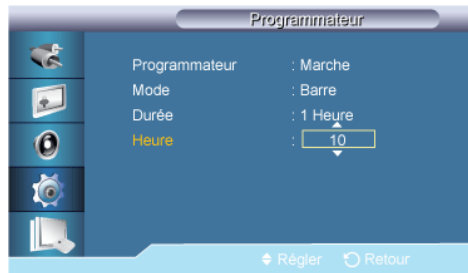 Programmateur
Programmateur : Marche
Mode : Barre
Durée : 1 Heure
Heure : 10
Régler Retour